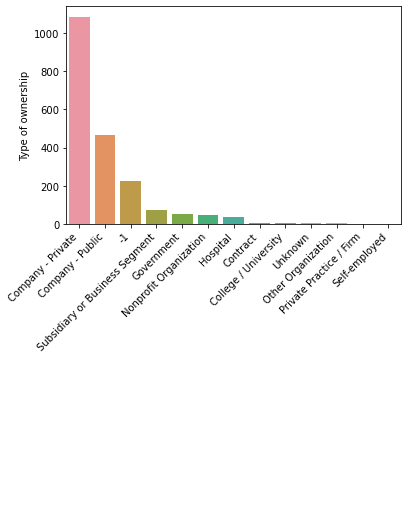 Type of ownership
1000
800
600
400
200
0
Company - Private
Company - Public
-1
Subsidiary or Business Segment
Government
Nonprofit Organization
Hospital
Contract
College / University
Unknown
Other Organization
Private Practice / Firm
Self-employed